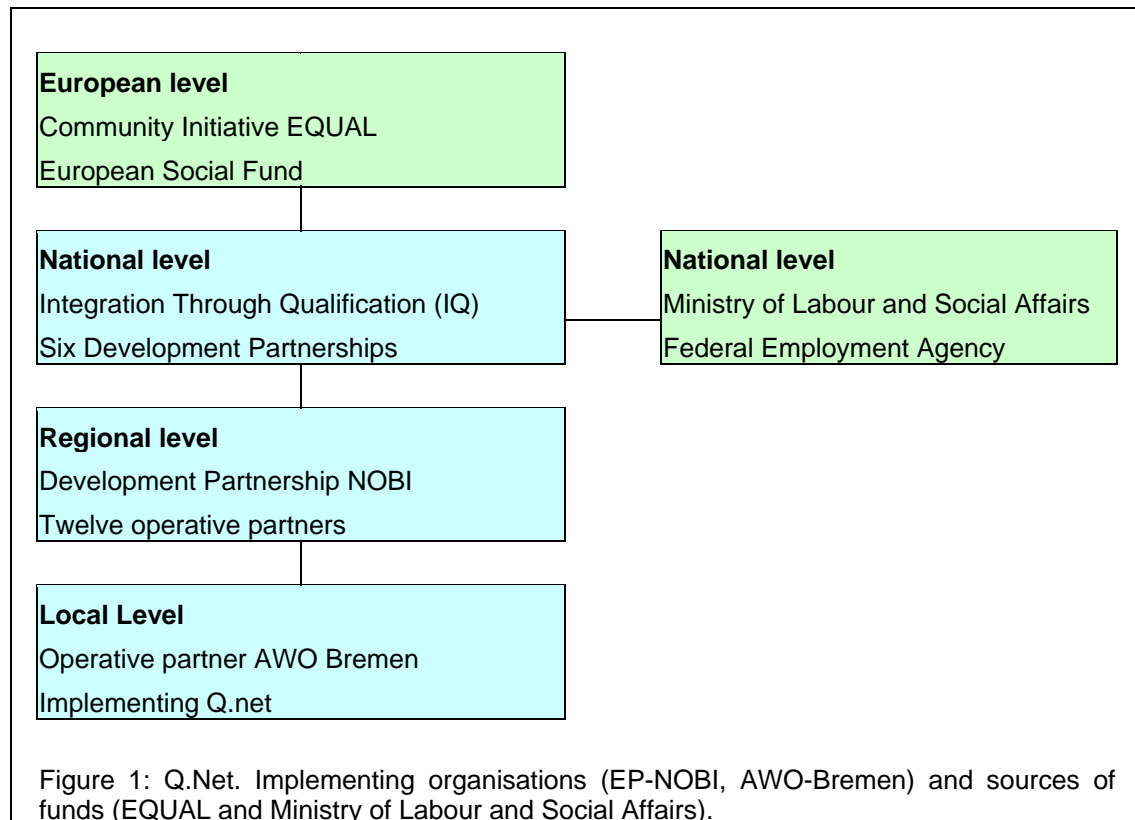 European level
Community Initiative EQUAL
European Social Fund
National level
Integration Through Qualification (IQ)
Six Development Partnerships
National level
Ministry of Labour and Social Affairs
Federal Employment Agency
Regional level
Development Partnership NOBI
Twelve operative partners
Local Level
Operative partner AWO Bremen
Implementing Q.net
Figure 1: Q.Net. Implementing organisations (EP-NOBI, AWO-Bremen) and sources of
funds (EQUAL and Ministry of Labour and Social Affairs).